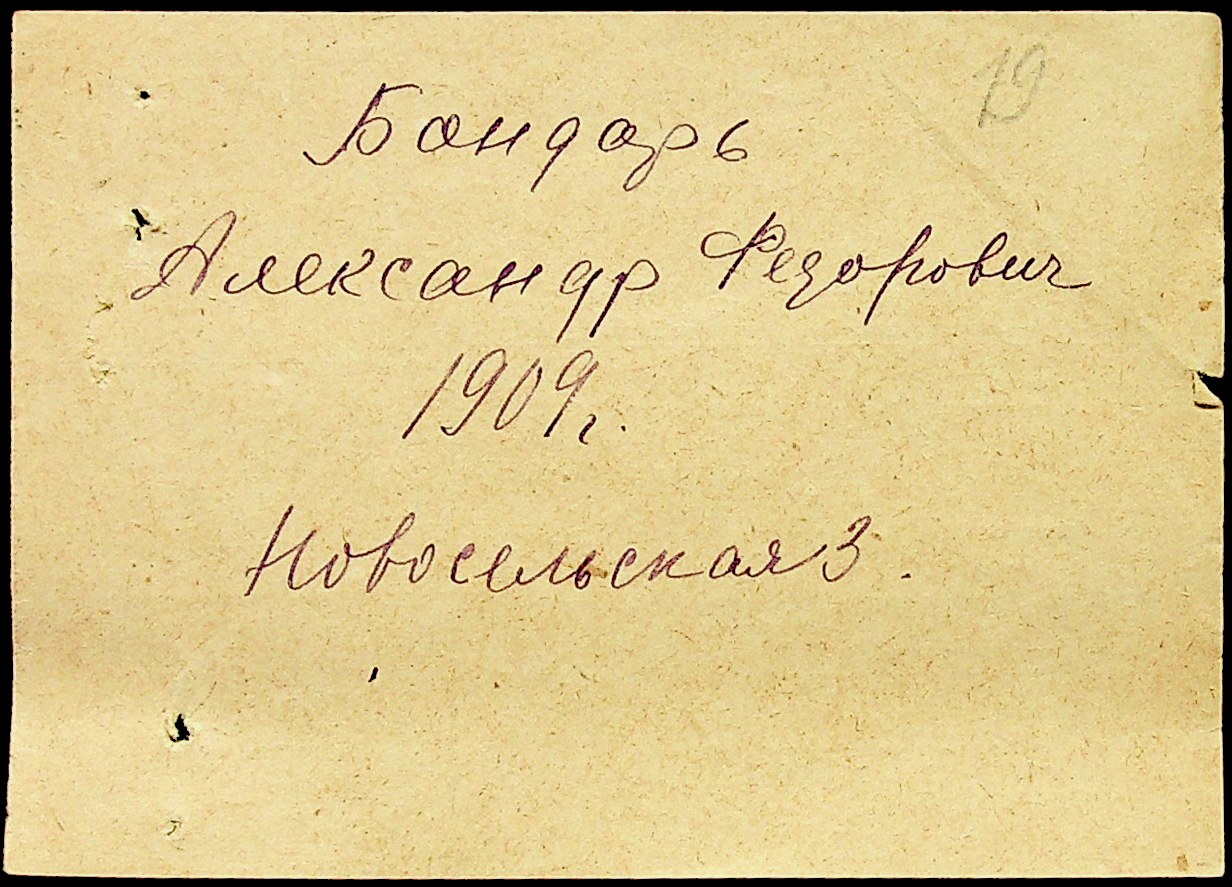 19
Бондарь
Александр Федорович
1909 г.
Новосельская 3.